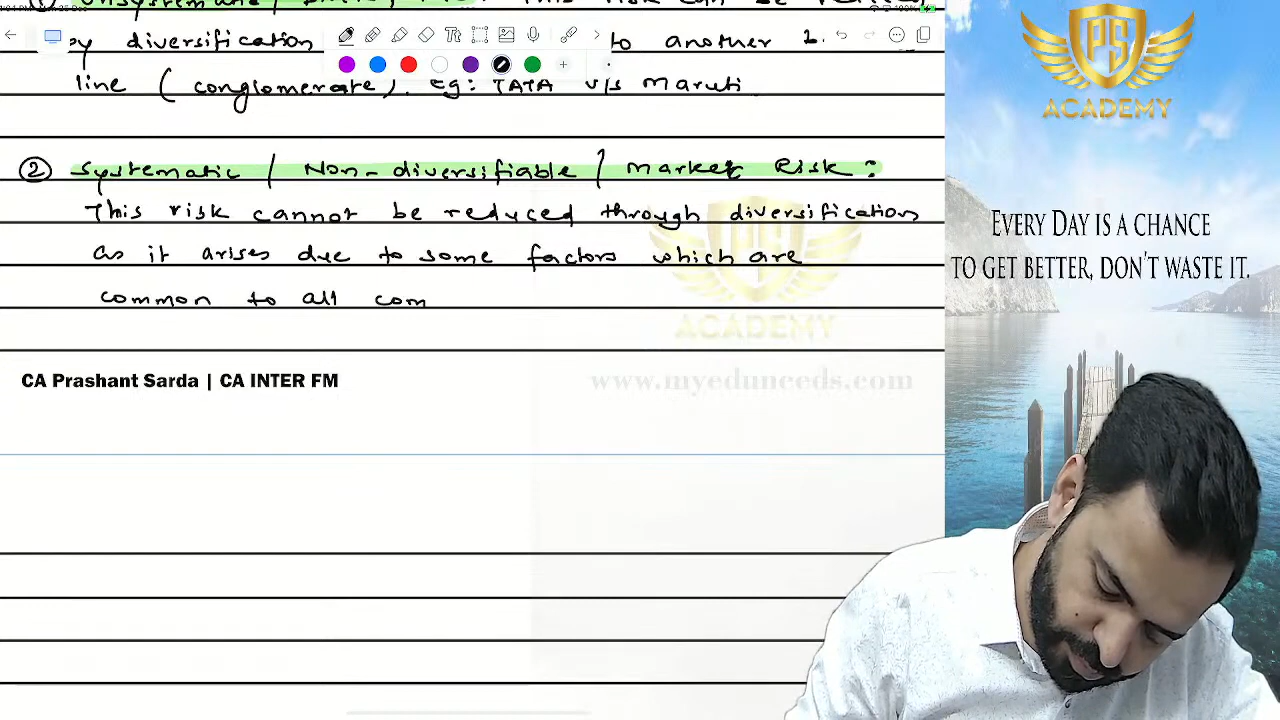 by diversification to another
line (conglomerate). Eg: TATA v/s Maruti
② Systematic / Non-diversifiable / Market Risk:
This risk cannot be reduced through diversification
as it arises due to some factors which are
common to all com
CA Prashant Sarda | CA INTER FM
www.myeduneeds.com
ACADEMY
PS
ACADEMY
EVERY DAY IS A CHANCE
TO GET BETTER, DON'T WASTE IT.